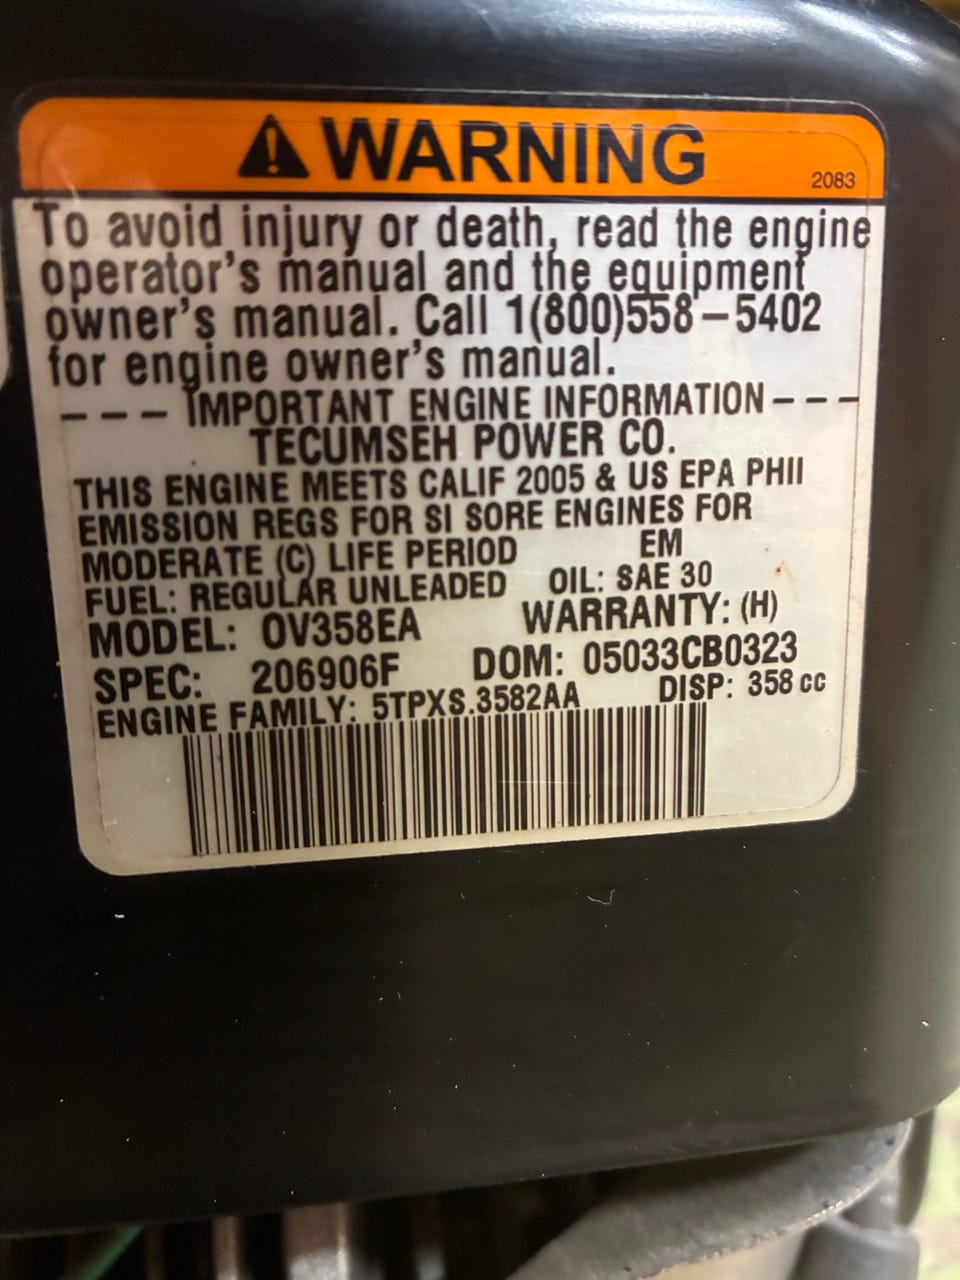 WARNING
2083
To avoid injury or death, read the engine
operator's manual and the equipment
owner's manual. Call 1(800)558-5402
for engine owner's manual.
--- IMPORTANT ENGINE INFORMATION ---
TECUMSEH POWER CO.
THIS ENGINE MEETS CALIF 2005 & US EPA PHII
EMISSION REGS FOR SI SORE ENGINES FOR
MODERATE (C) LIFE PERIOD EM
FUEL: REGULAR UNLEADED OIL: SAE 30
MODEL: OV358EA WARRANTY: (H)
SPEC: 206906F DOM: 05033CB0323
ENGINE FAMILY: 5TPXS.3582AA DISP: 358 cc